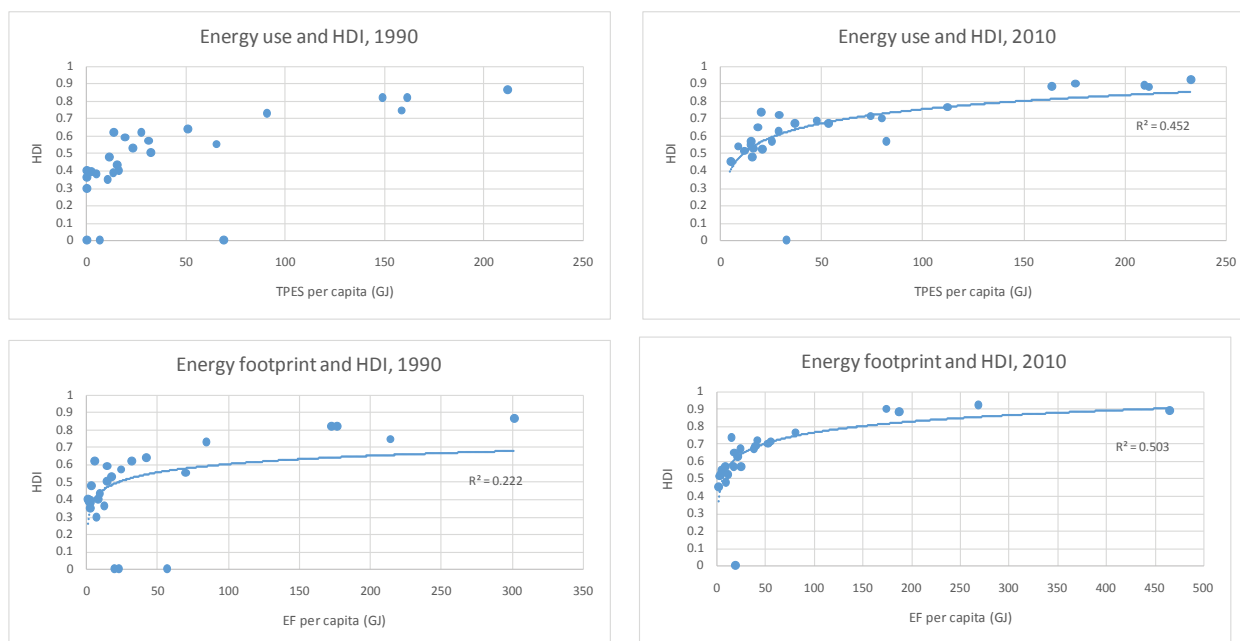 Energy use and HDI, 1990
HDI
1
0.9
0.8
0.7
0.6
0.5
0.4
0.3
0.2
0.1
0
0 50 100 150 200 250
TPES per capita (GJ)
Energy use and HDI, 2010
HDI
1
0.9
0.8
0.7
0.6
0.5
0.4
0.3
0.2
0.1
0
R² = 0.452
0 50 100 150 200 250
TPES per capita (GJ)
Energy footprint and HDI, 1990
HDI
1
0.9
0.8
0.7
0.6
0.5
0.4
0.3
0.2
0.1
0
R² = 0.222
0 50 100 150 200 250 300 350
EF per capita (GJ)
Energy footprint and HDI, 2010
HDI
1
0.9
0.8
0.7
0.6
0.5
0.4
0.3
0.2
0.1
0
R² = 0.503
0 50 100 150 200 250 300 350 400 450 500
EF per capita (GJ)